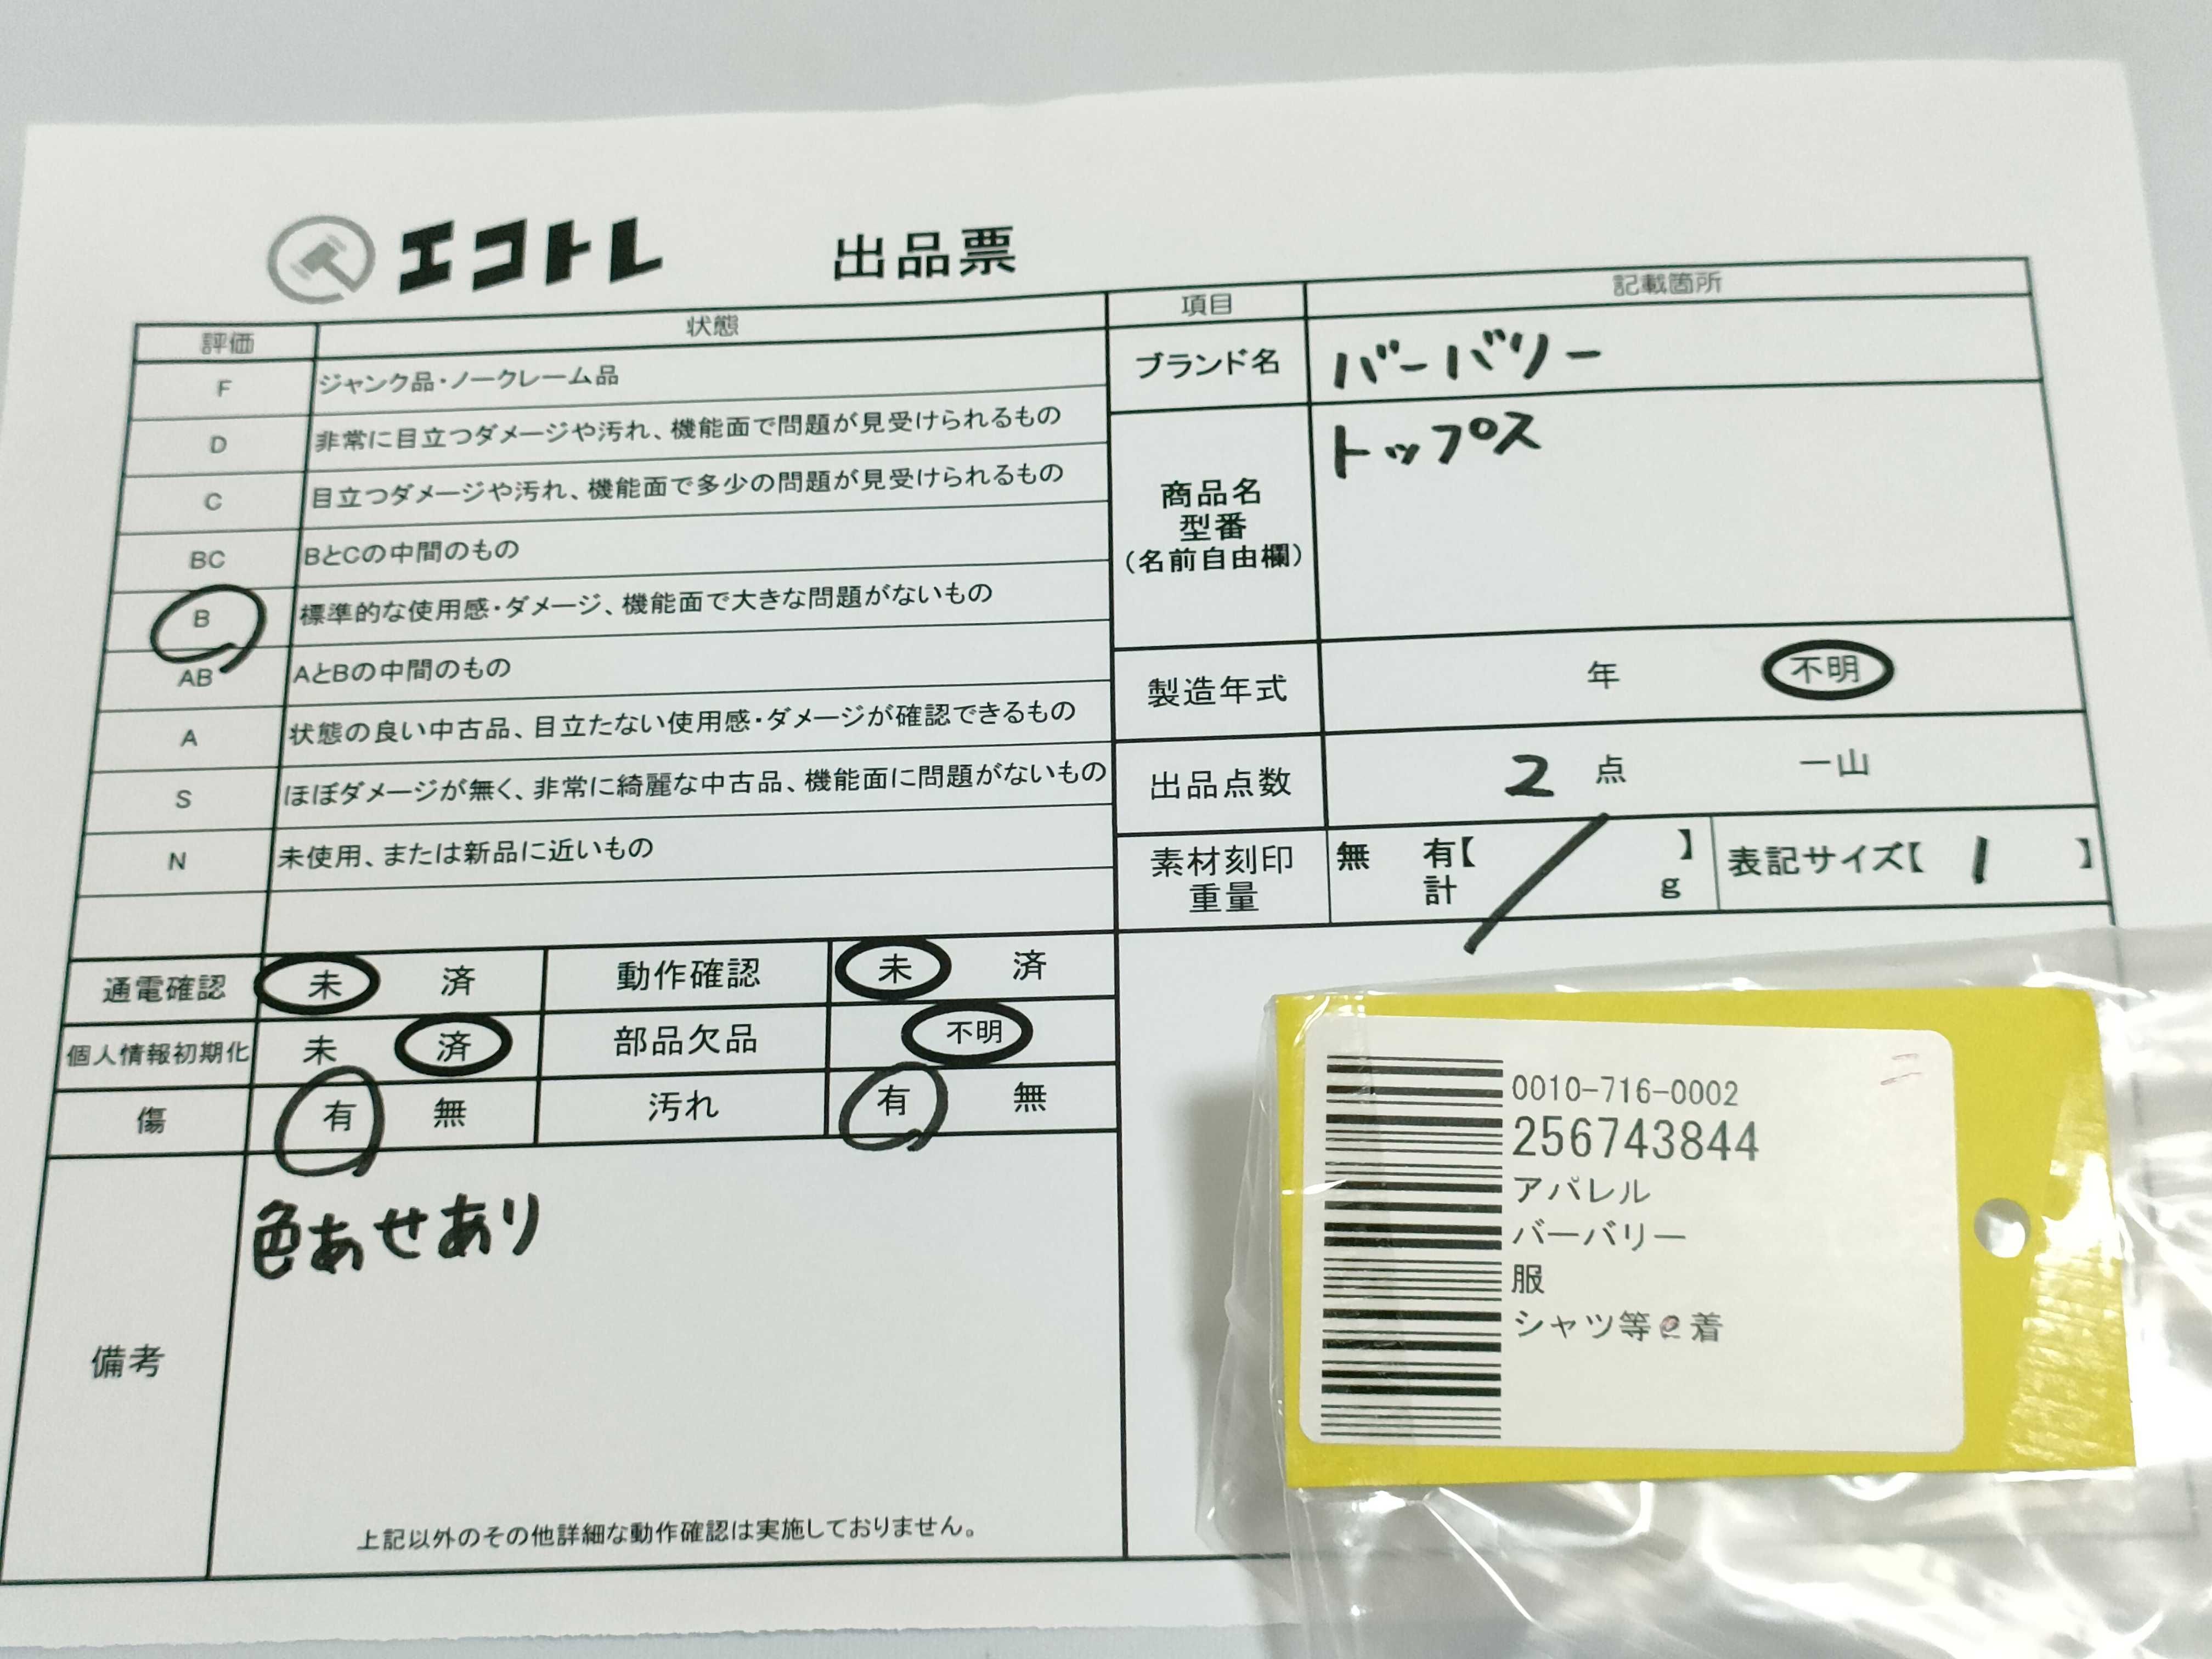 エコトレ 出品票
評価 状態
F ジャンク品・ノークレーム品
D 非常に目立つダメージや汚れ、機能面で問題が見受けられるもの
C 目立つダメージや汚れ、機能面で多少の問題が見受けられるもの
BC BとCの中間のもの
B 標準的な使用感・ダメージ、機能面で大きな問題がないもの
AB AとBの中間のもの
A 状態の良い中古品、目立たない使用感・ダメージが確認できるもの
S ほぼダメージが無く、非常に綺麗な中古品、機能面に問題がないもの
N 未使用、または新品に近いもの
項目 記載箇所
ブランド名 バーバリー
商品名 トップス
型番
(名前自由欄)
製造年式 年 不明
出品点数 2 点 一山
素材刻印 無 有【 】 表記サイズ【 1 】
重量 計 g
通電確認 未 済 動作確認 未 済
個人情報初期化 未 済 部品欠品 不明
傷 有 無 汚れ 有 無
備考 色あせあり
上記以外のその他詳細な動作確認は実施しておりません。
0010-716-0002
256743844
アパレル
バーバリー
服
シャツ等2着